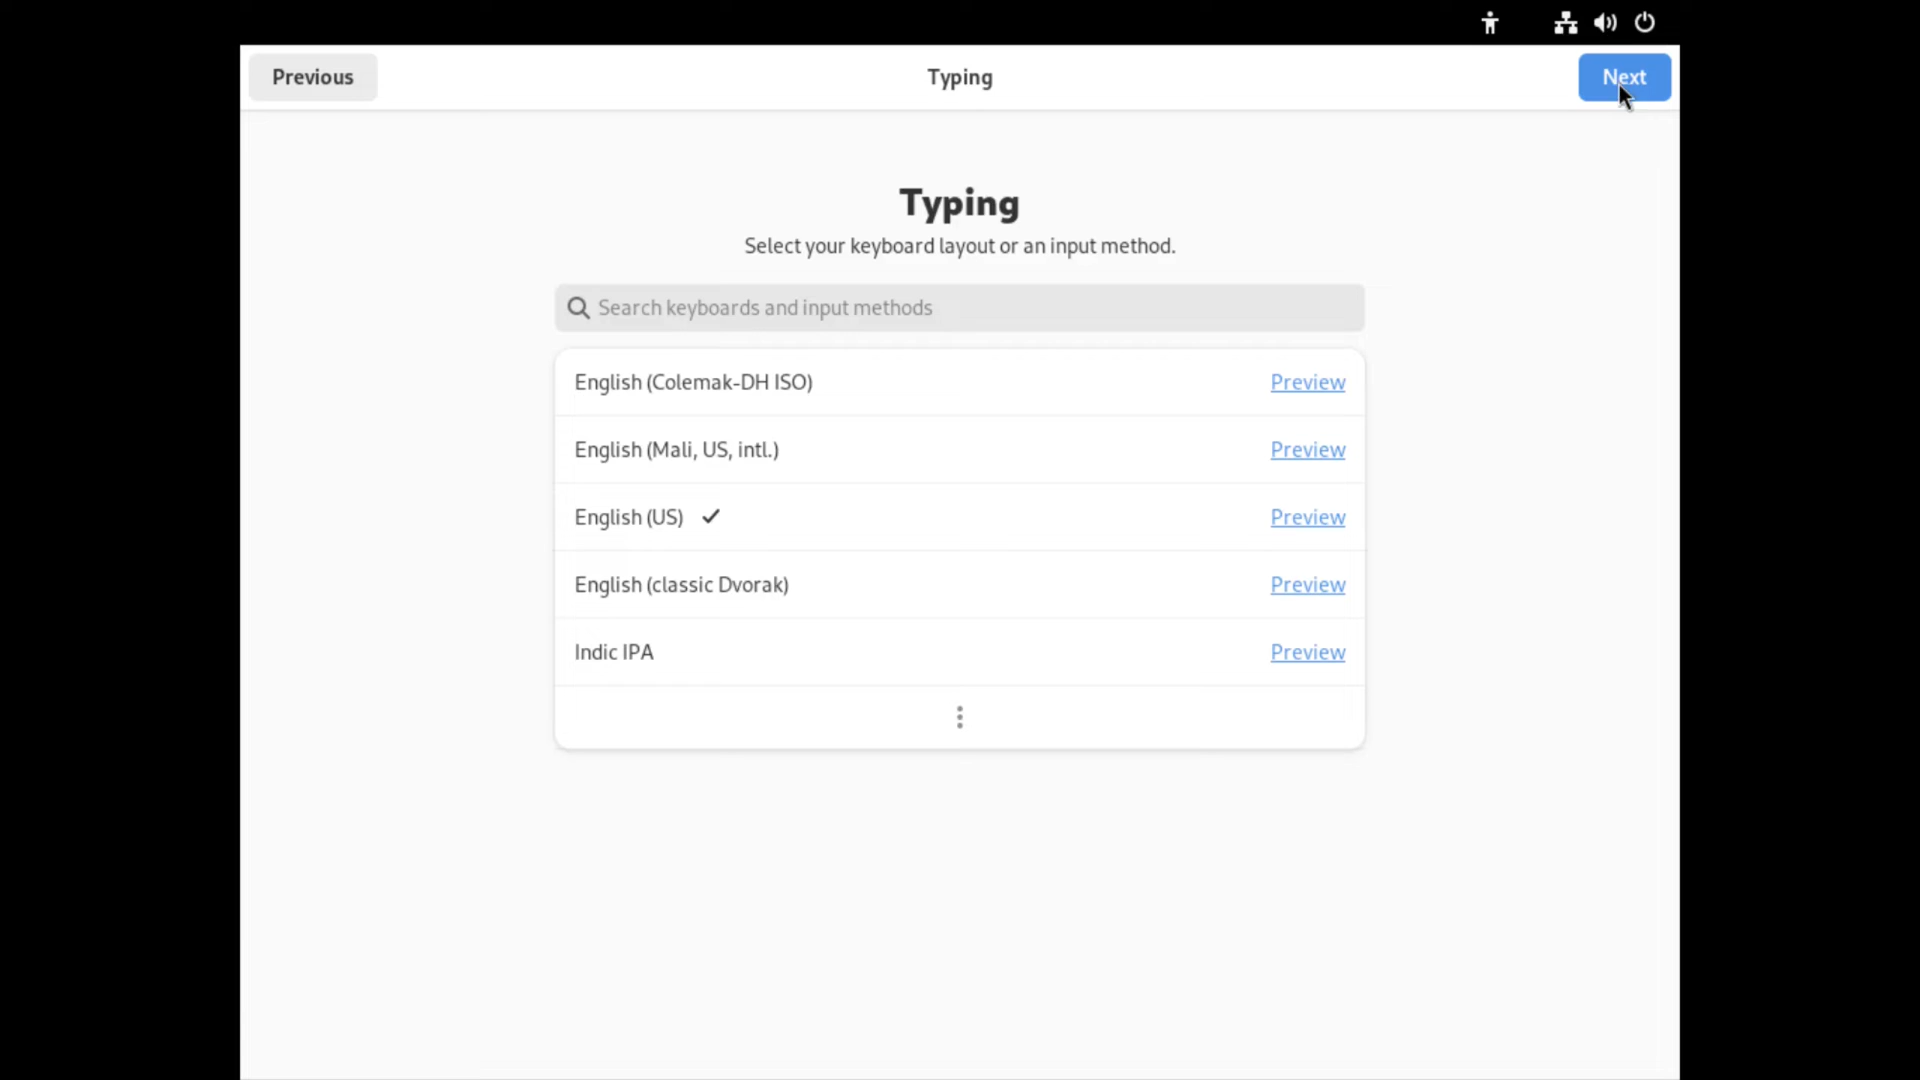 Previous
Typing
Next
Typing
Select your keyboard layout or an input method.
Search keyboards and input methods
English (Colemak-DH ISO) Preview
English (Mali, US, intl.) Preview
English (US) Preview
English (classic Dvorak) Preview
Indic IPA Preview